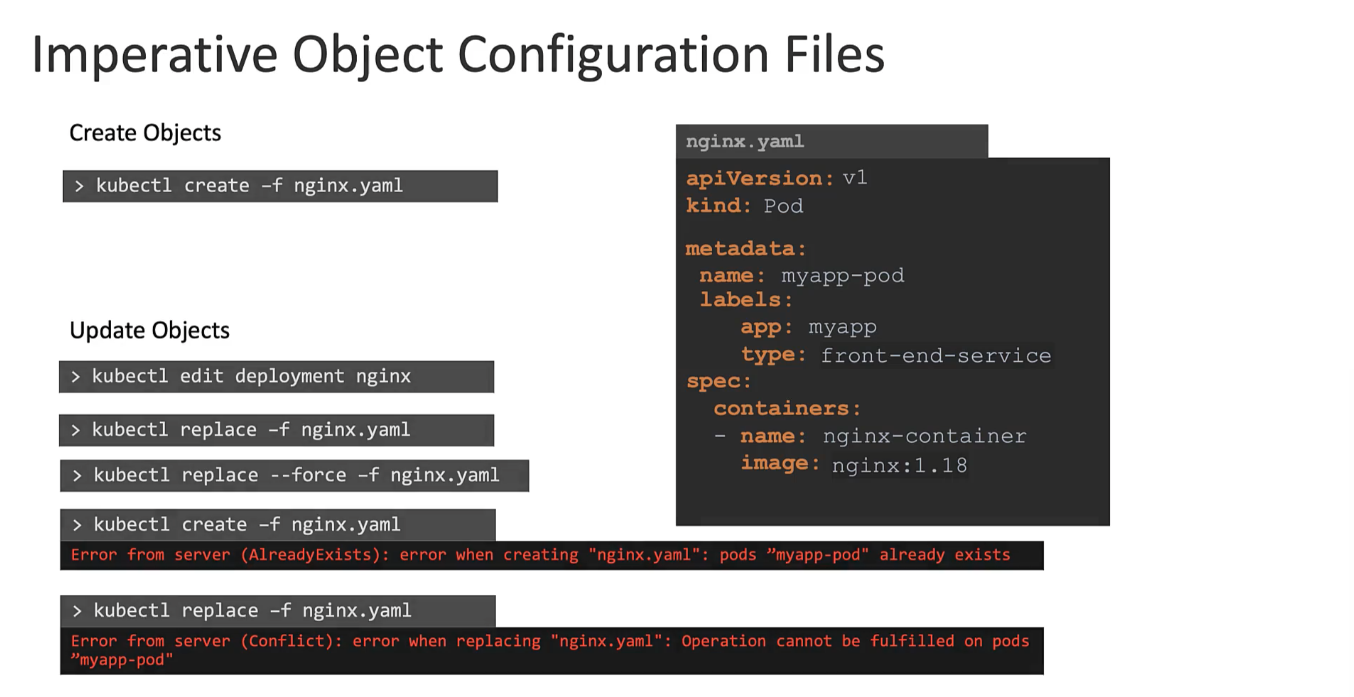 Imperative Object Configuration Files
Create Objects
> kubectl create –f nginx.yaml
Update Objects
> kubectl edit deployment nginx
> kubectl replace –f nginx.yaml
> kubectl replace --force –f nginx.yaml
> kubectl create –f nginx.yaml
Error from server (AlreadyExists): error when creating "nginx.yaml": pods ”myapp-pod" already exists
> kubectl replace –f nginx.yaml
Error from server (Conflict): error when replacing "nginx.yaml": Operation cannot be fulfilled on pods
”myapp-pod"
nginx.yaml
apiVersion: v1
kind: Pod
metadata:
name: myapp-pod
labels:
app: myapp
type: front-end-service
spec:
containers:
- name: nginx-container
image: nginx:1.18